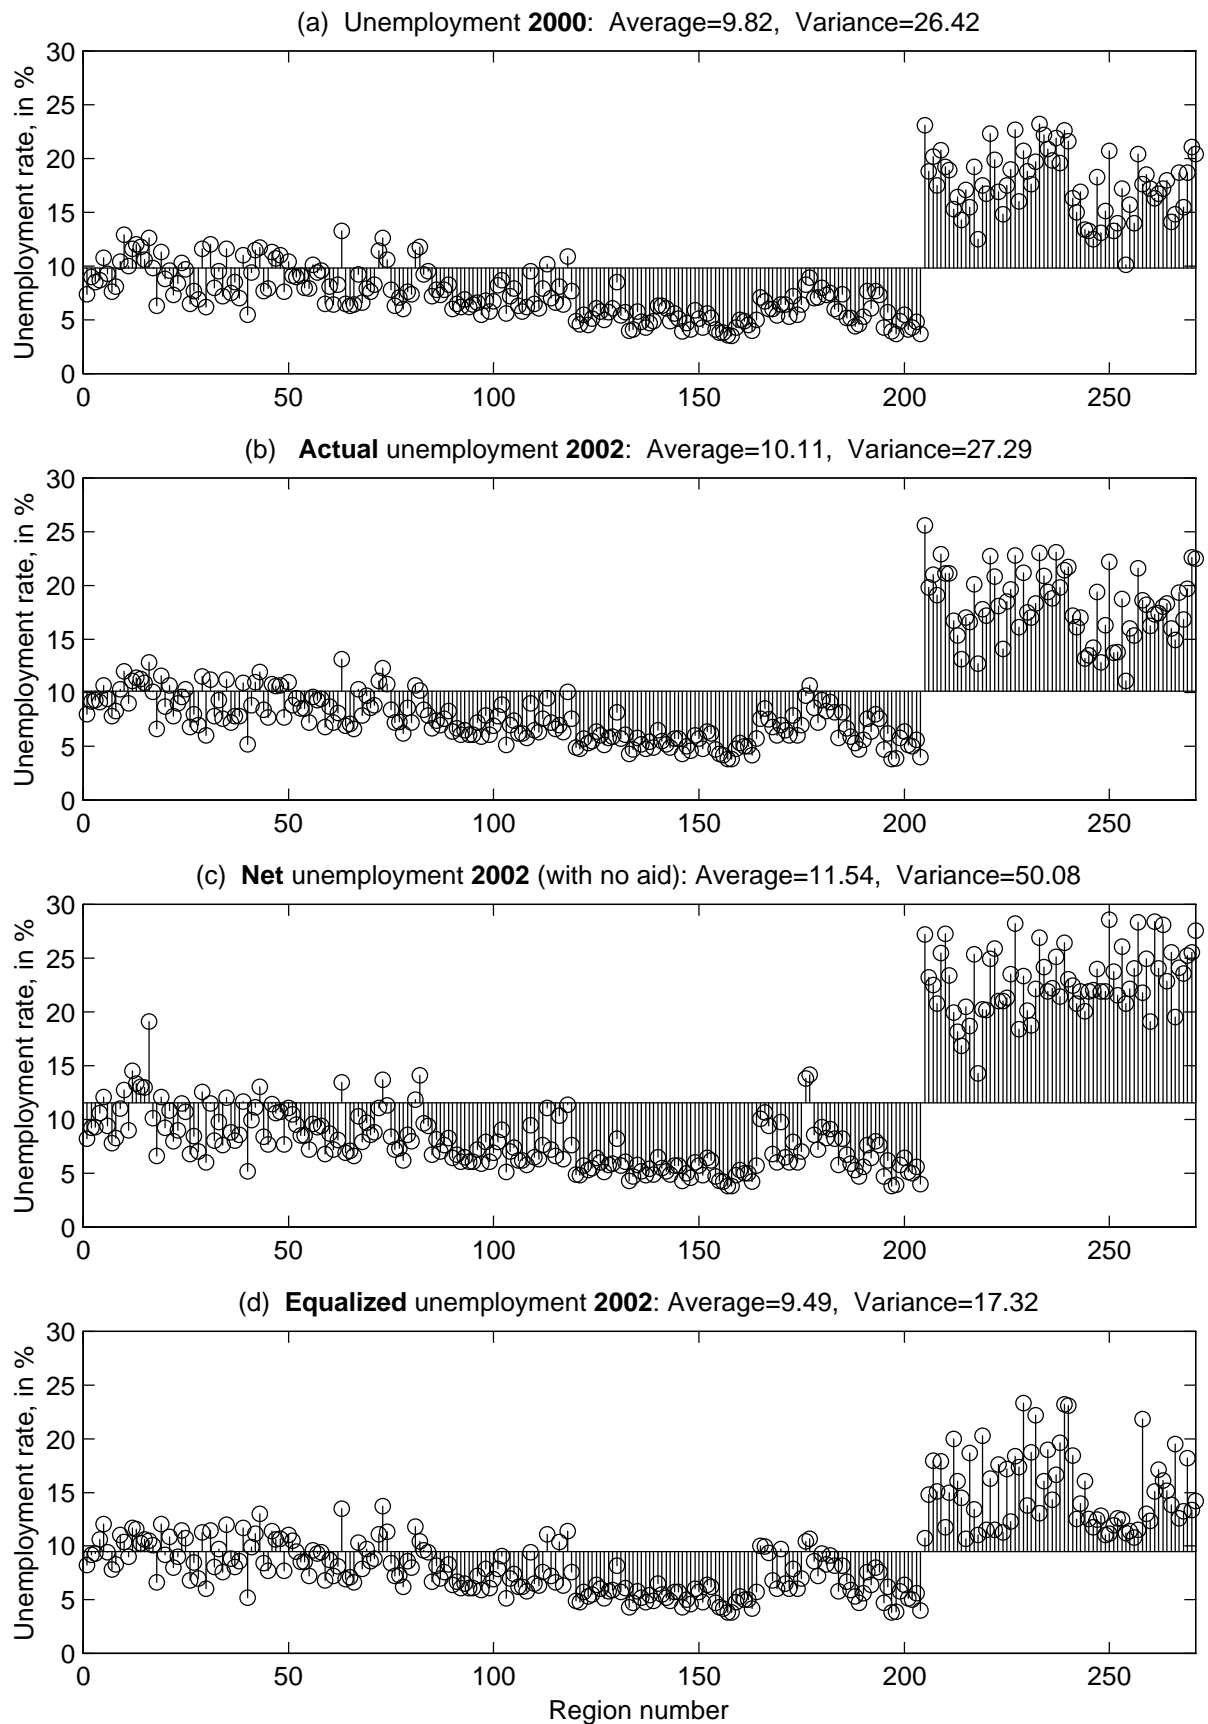 (a) Unemployment 2000: Average=9.82, Variance=26.42
30
25
20
15
10
5
0
Unemployment rate, in %
0 50 100 150 200 250
(b) Actual unemployment 2002: Average=10.11, Variance=27.29
30
25
20
15
10
5
0
Unemployment rate, in %
0 50 100 150 200 250
(c) Net unemployment 2002 (with no aid): Average=11.54, Variance=50.08
30
25
20
15
10
5
0
Unemployment rate, in %
0 50 100 150 200 250
(d) Equalized unemployment 2002: Average=9.49, Variance=17.32
30
25
20
15
10
5
0
Unemployment rate, in %
0 50 100 150 200 250
Region number